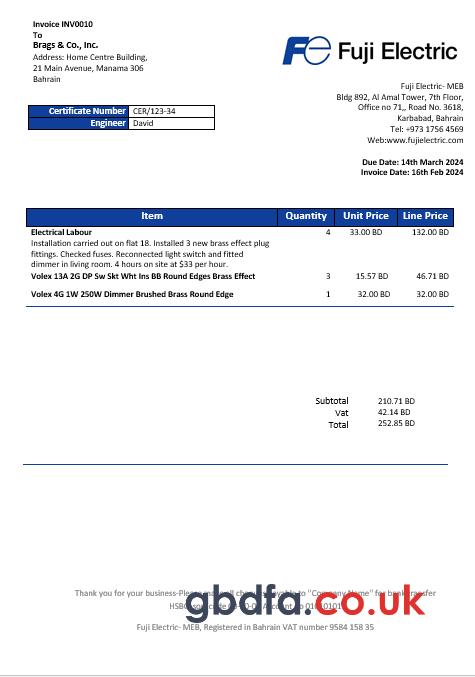 Invoice INV0010
To
Brags & Co., Inc.
Address: Home Centre Building,
21 Main Avenue, Manama 306
Bahrain
Fuji Electric
Fuji Electric- MEB
Bldg 892, Al Amal Tower, 7th Floor,
Office no 71,, Road No. 3618,
Karbabad, Bahrain
Tel: +973 1756 4569
Web:www.fujielectric.com
Certificate Number CER/123-34
Engineer David
Due Date: 14th March 2024
Invoice Date: 16th Feb 2024
Item Quantity Unit Price Line Price
Electrical Labour 4 33.00 BD 132.00 BD
Installation carried out on flat 18. Installed 3 new brass effect plug
fittings. Checked fuses. Reconnected light switch and fitted
dimmer in living room. 4 hours on site at $33 per hour.
Volex 13A 2G DP Sw Skt Wht Ins BB Round Edges Brass Effect 3 15.57 BD 46.71 BD
Volex 4G 1W 250W Dimmer Brushed Brass Round Edge 1 32.00 BD 32.00 BD
Subtotal 210.71 BD
Vat 42.14 BD
Total 252.85 BD
Thank you for your business-Please make all cheques payable to "Company Name" for bank transfer
HSBC
gbdfa.co.uk
Fuji Electric- MEB, Registered in Bahrain VAT number 9584 158 35